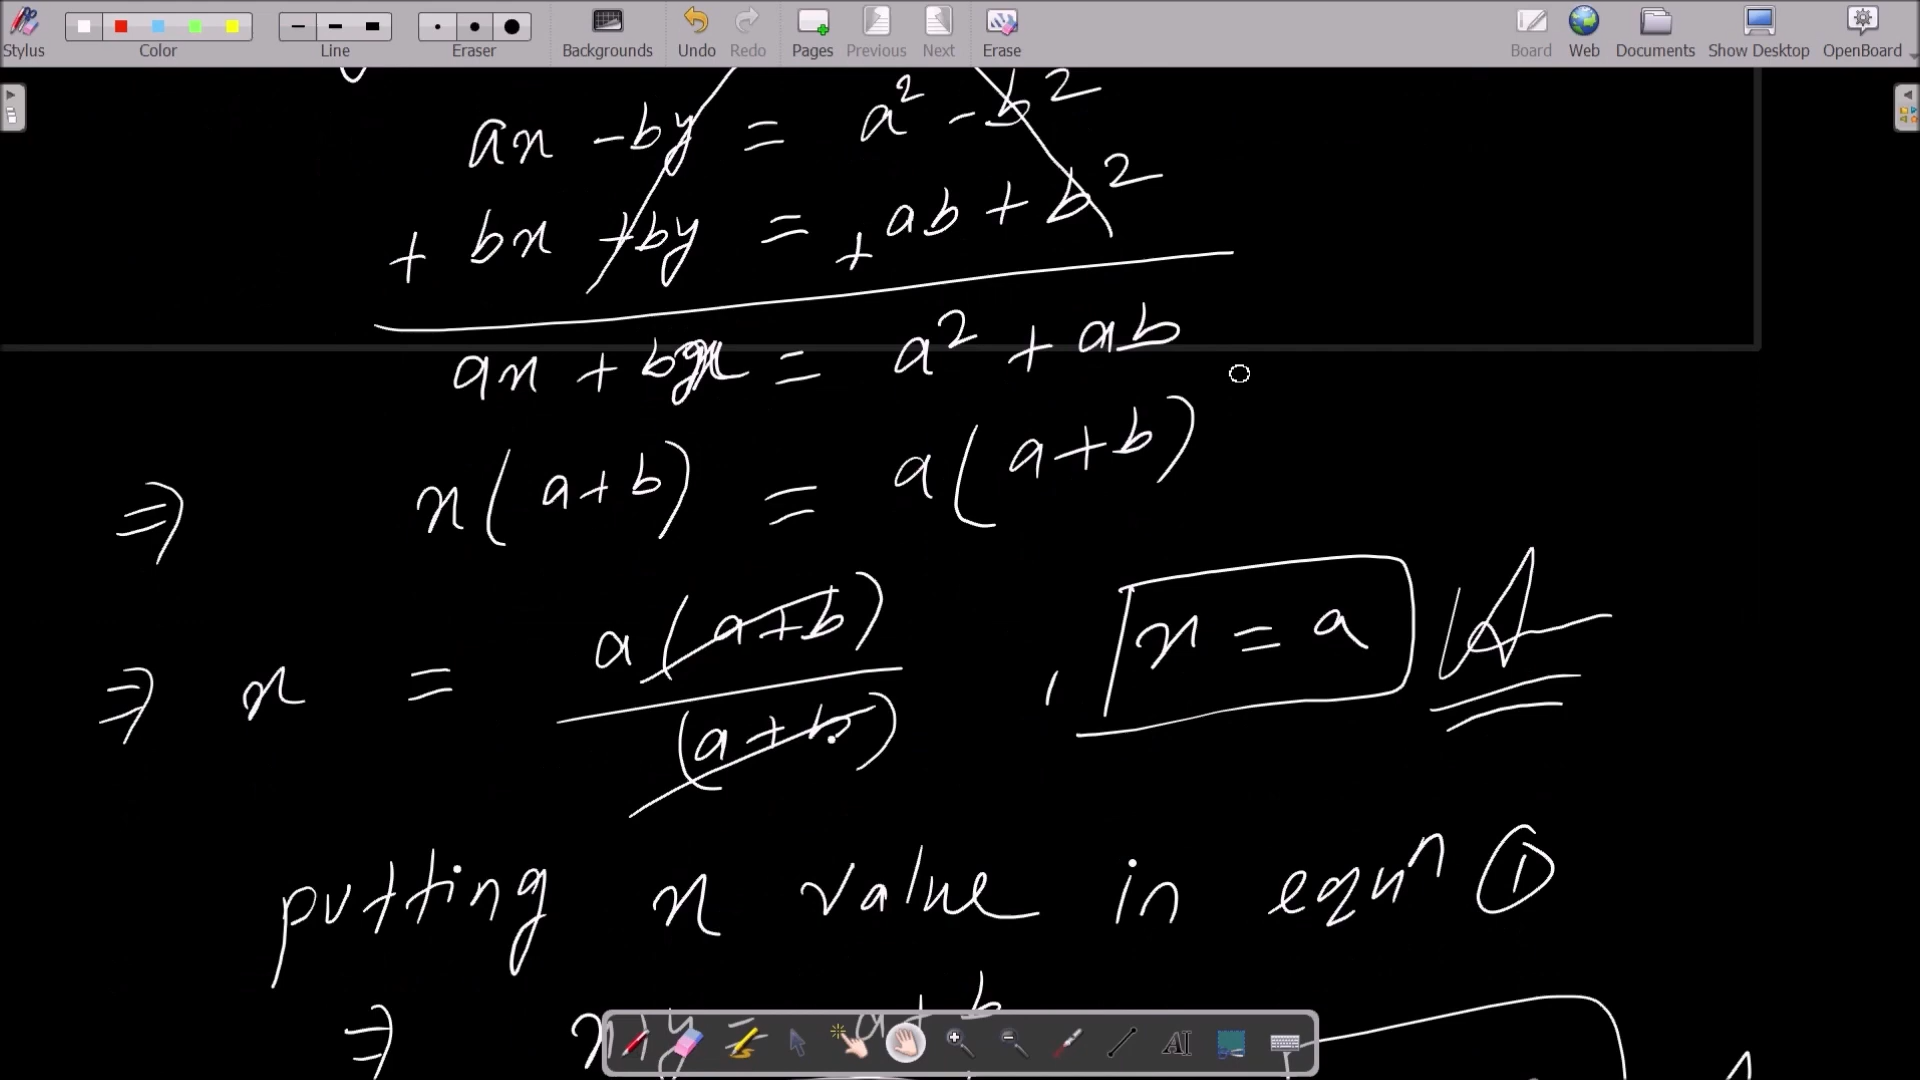 Stylus Color Line Eraser Backgrounds Undo Redo Pages Previous Next Erase Board Web Documents Show Desktop OpenBoard
ax - by = a² - b²
+ bx + by = + ab + b²
ax + bx = a² + ab
⇒ x(a+b) = a(a+b)
⇒ x = a(a+b) / (a+b) , x = a
putting x value in equⁿ ①
⇒ x + y = a + b
AI